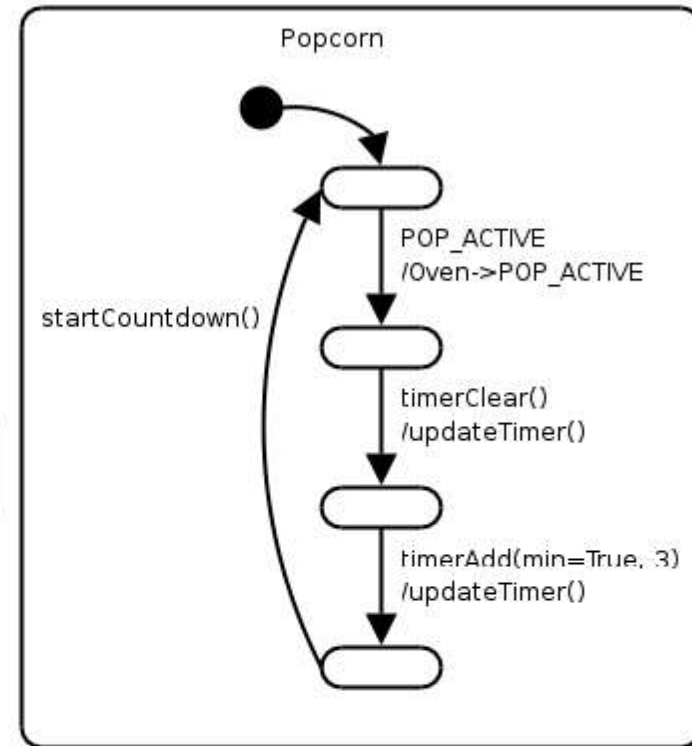 Popcorn
POP_ACTIVE
/Oven->POP_ACTIVE
startCountdown()
timerClear()
/updateTimer()
timerAdd(min=True, 3)
/updateTimer()